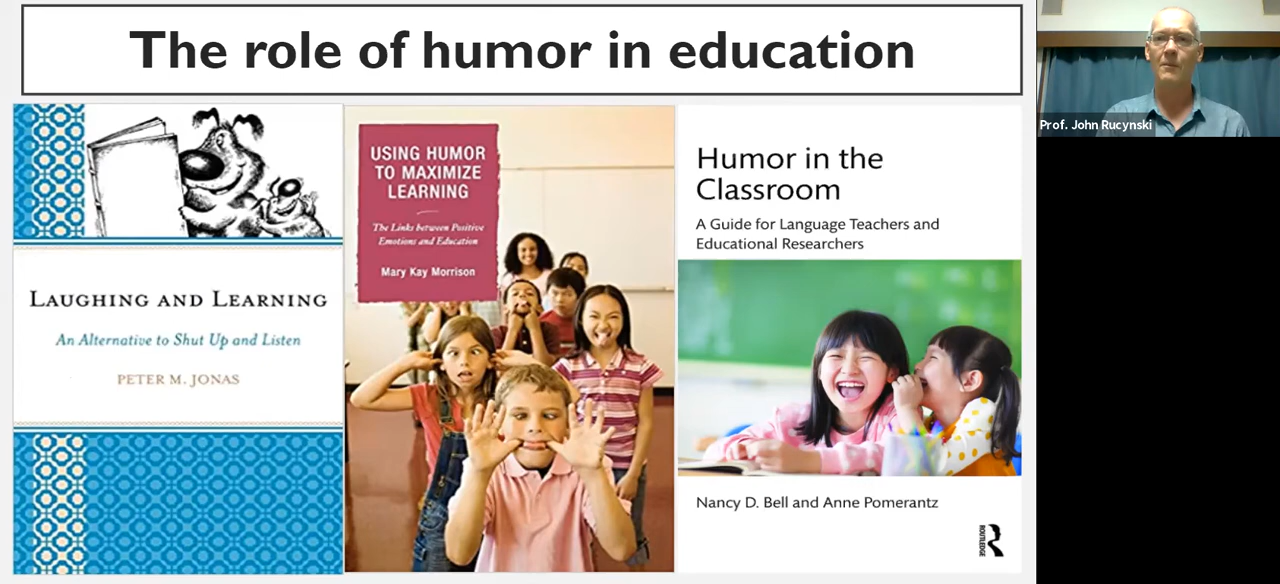 The role of humor in education
LAUGHING AND LEARNING
An Alternative to Shut Up and Listen
PETER M. JONAS
USING HUMOR
TO MAXIMIZE
LEARNING
The Links between Positive
Emotions and Education
Mary Kay Morrison
Humor in the
Classroom
A Guide for Language Teachers and
Educational Researchers
Nancy D. Bell and Anne Pomerantz
ROUTLEDGE
Prof. John Rucynski